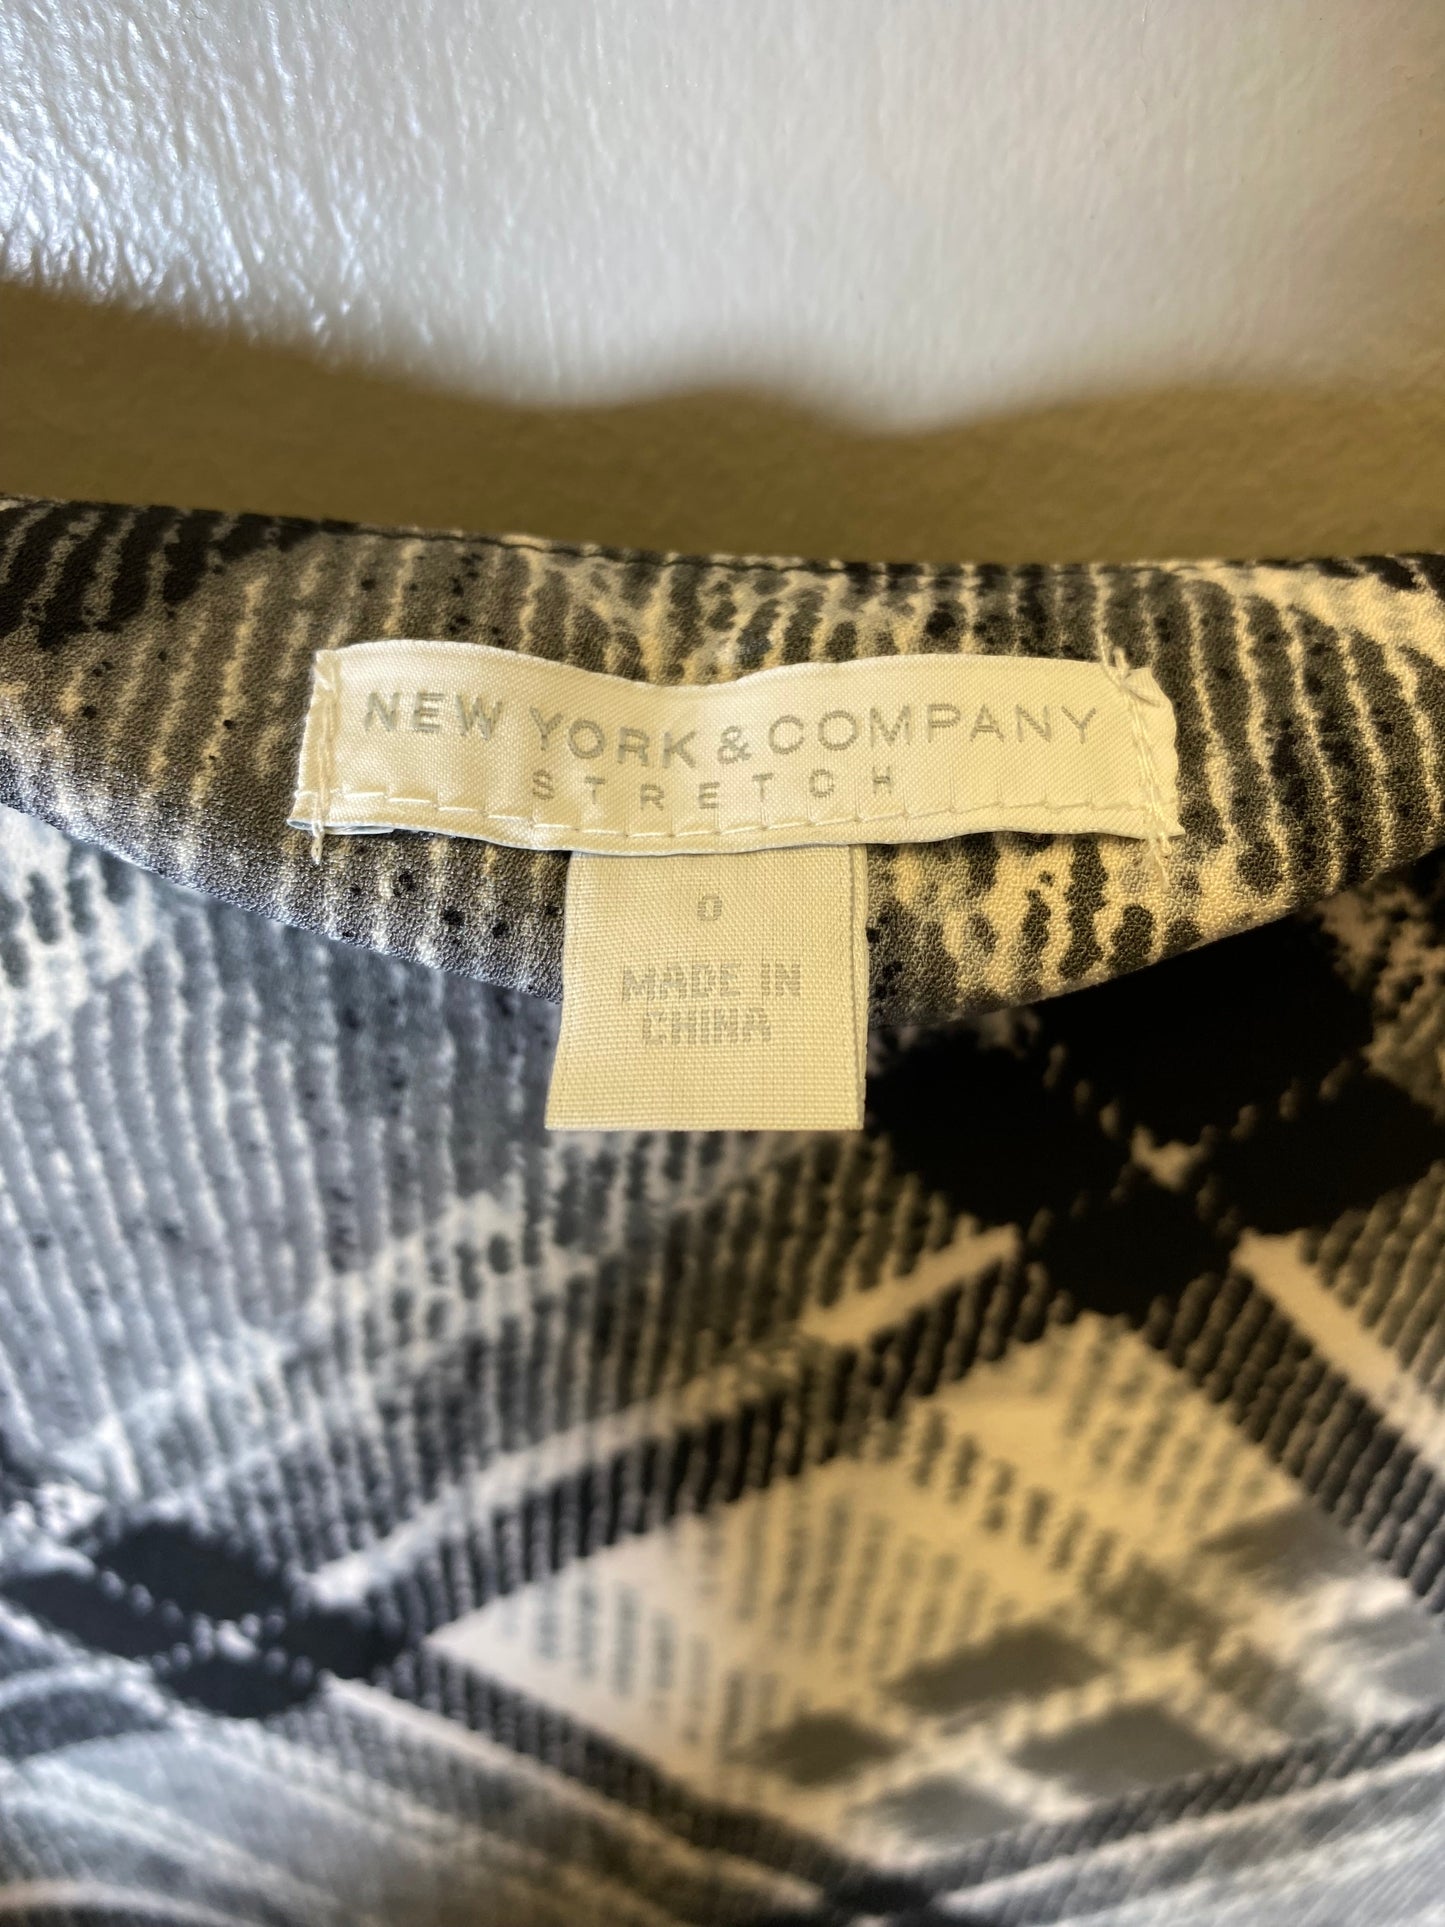 NEW YORK & COMPANY
STRETCH
0
MADE IN
CHINA